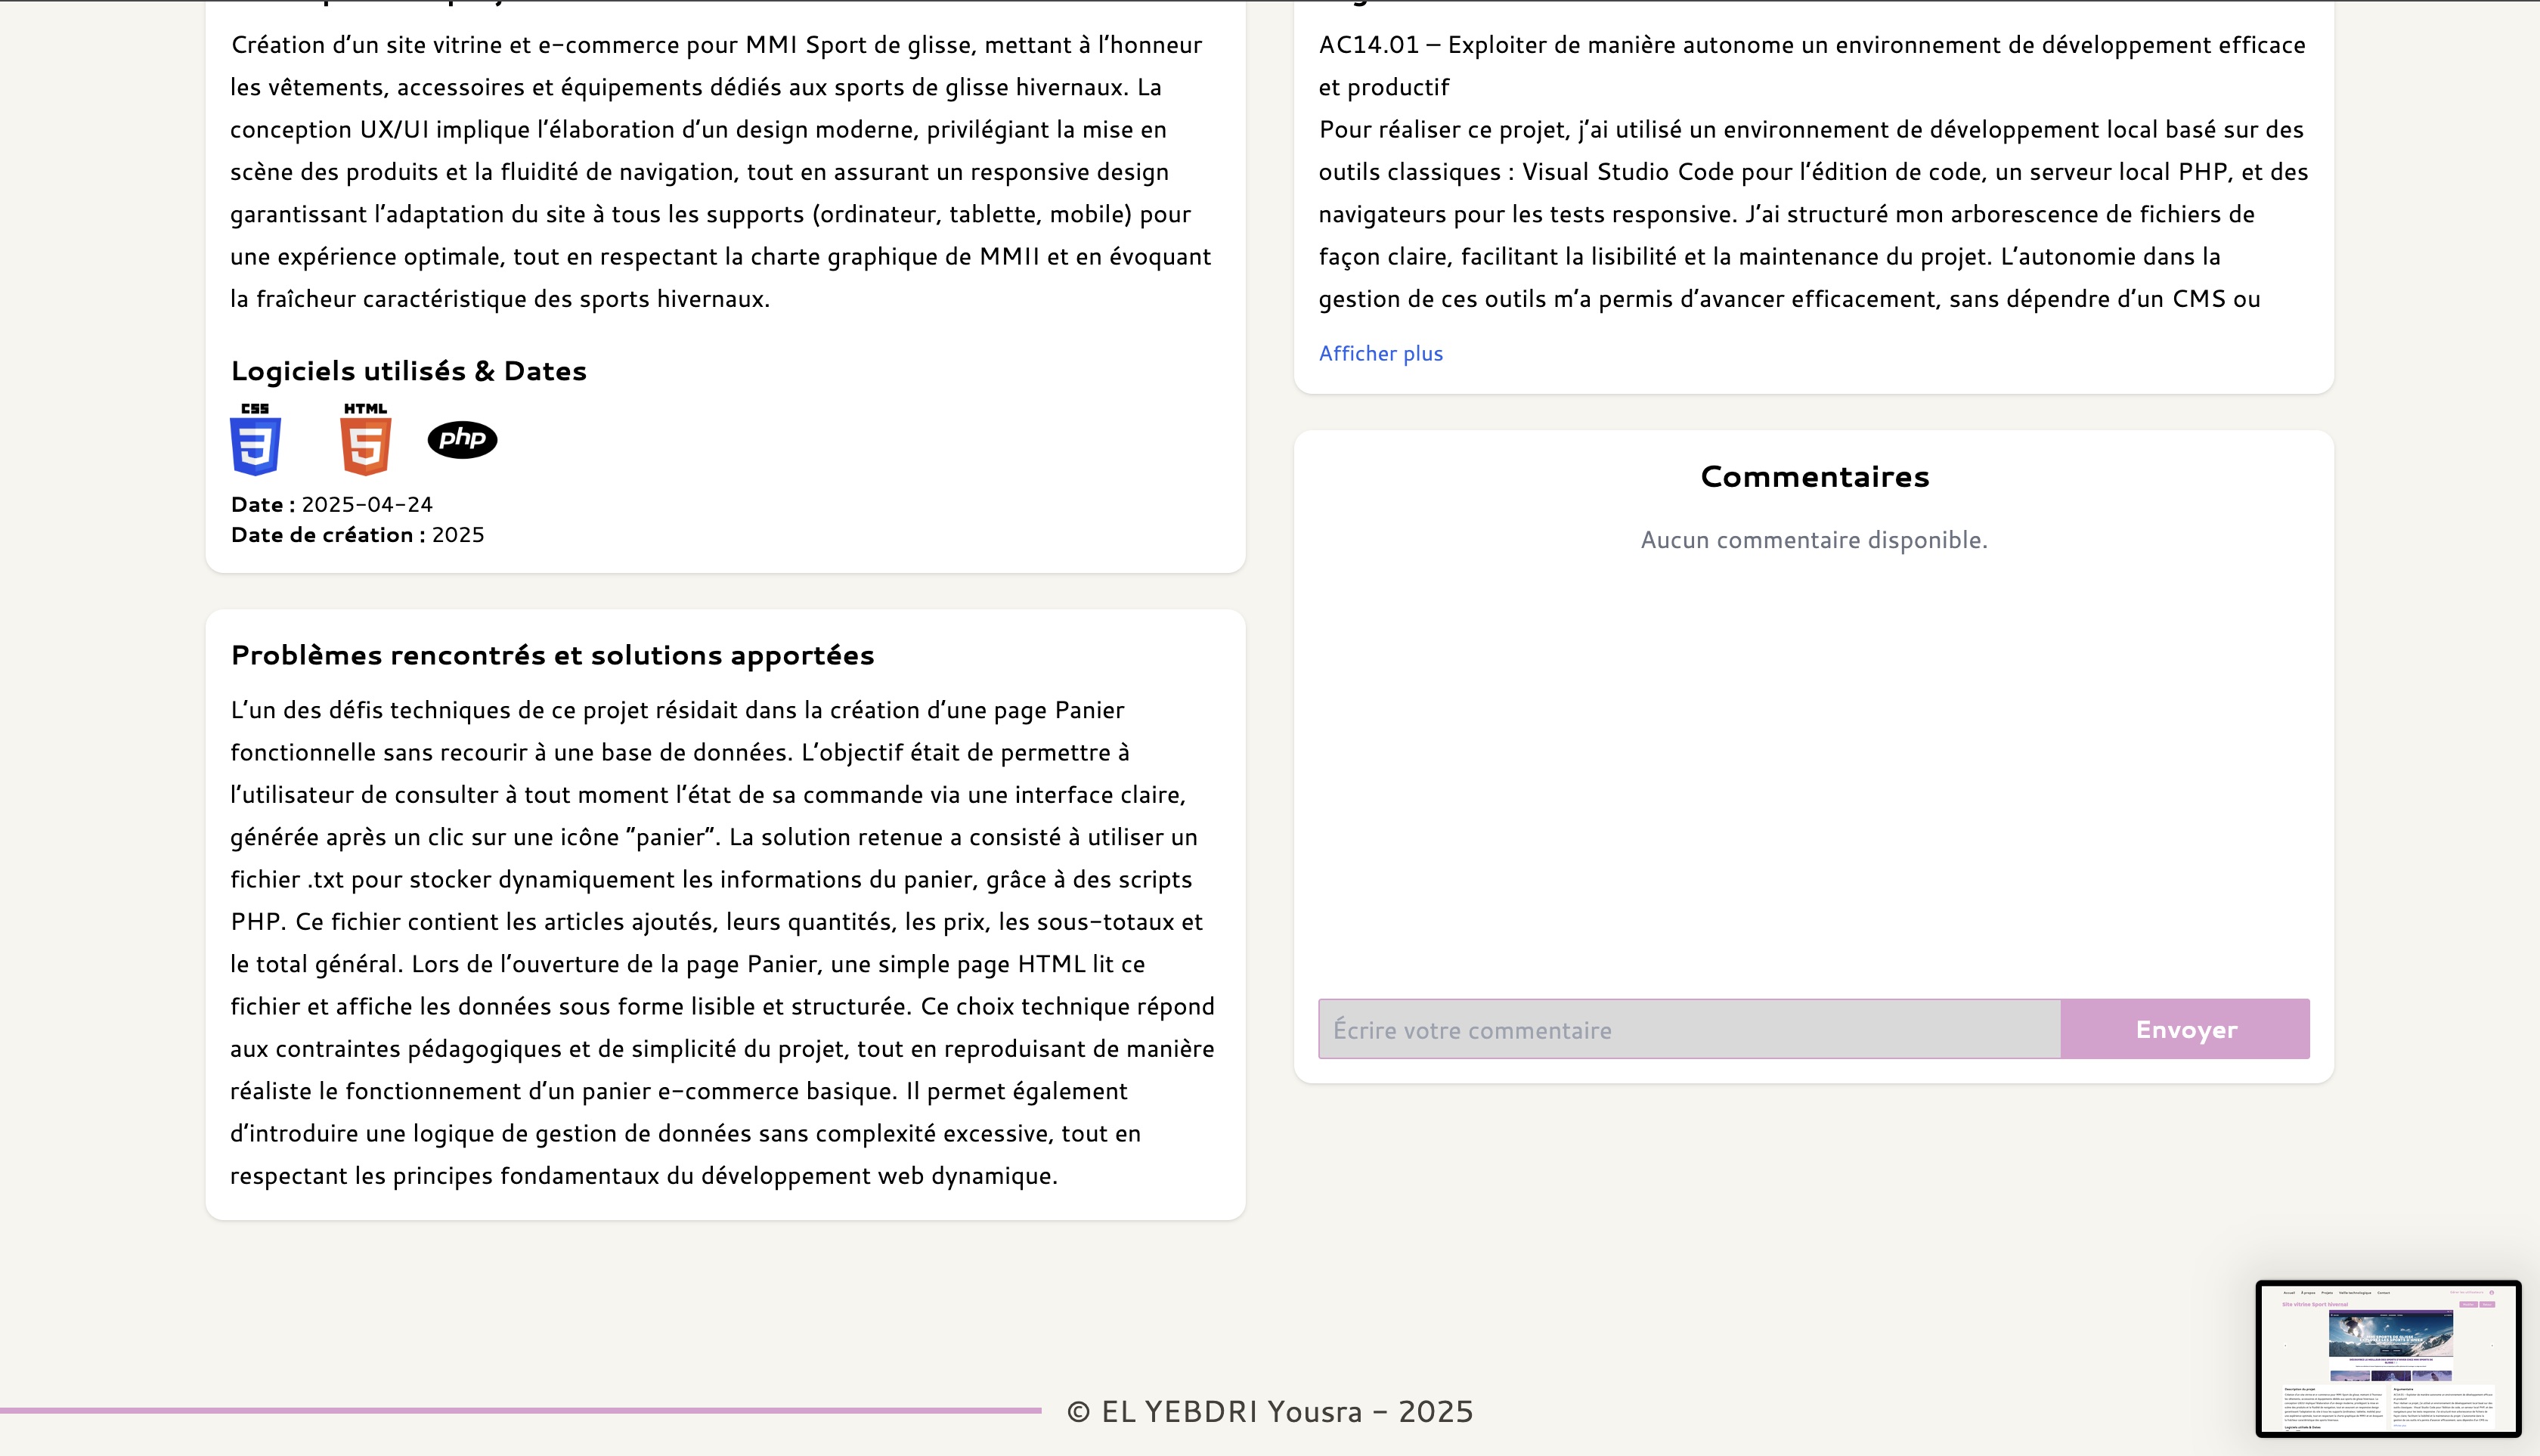 Création d’un site vitrine et e-commerce pour MMI Sport de glisse, mettant à l’honneur
les vêtements, accessoires et équipements dédiés aux sports de glisse hivernaux. La
conception UX/UI implique l’élaboration d’un design moderne, privilégiant la mise en
scène des produits et la fluidité de navigation, tout en assurant un responsive design
garantissant l’adaptation du site à tous les supports (ordinateur, tablette, mobile) pour
une expérience optimale, tout en respectant la charte graphique de MMII et en évoquant
la fraîcheur caractéristique des sports hivernaux.
Logiciels utilisés & Dates
CSS
HTML
php
Date : 2025-04-24
Date de création : 2025
Problèmes rencontrés et solutions apportées
L’un des défis techniques de ce projet résidait dans la création d’une page Panier
fonctionnelle sans recourir à une base de données. L’objectif était de permettre à
l’utilisateur de consulter à tout moment l’état de sa commande via une interface claire,
générée après un clic sur une icône “panier”. La solution retenue a consisté à utiliser un
fichier .txt pour stocker dynamiquement les informations du panier, grâce à des scripts
PHP. Ce fichier contient les articles ajoutés, leurs quantités, les prix, les sous-totaux et
le total général. Lors de l’ouverture de la page Panier, une simple page HTML lit ce
fichier et affiche les données sous forme lisible et structurée. Ce choix technique répond
aux contraintes pédagogiques et de simplicité du projet, tout en reproduisant de manière
réaliste le fonctionnement d’un panier e-commerce basique. Il permet également
d’introduire une logique de gestion de données sans complexité excessive, tout en
respectant les principes fondamentaux du développement web dynamique.
AC14.01 – Exploiter de manière autonome un environnement de développement efficace
et productif
Pour réaliser ce projet, j’ai utilisé un environnement de développement local basé sur des
outils classiques : Visual Studio Code pour l’édition de code, un serveur local PHP, et des
navigateurs pour les tests responsive. J’ai structuré mon arborescence de fichiers de
façon claire, facilitant la lisibilité et la maintenance du projet. L’autonomie dans la
gestion de ces outils m’a permis d’avancer efficacement, sans dépendre d’un CMS ou
Afficher plus
Commentaires
Aucun commentaire disponible.
Écrire votre commentaire
Envoyer
Site vitrine Sport hivernal
© EL YEBDRI Yousra - 2025